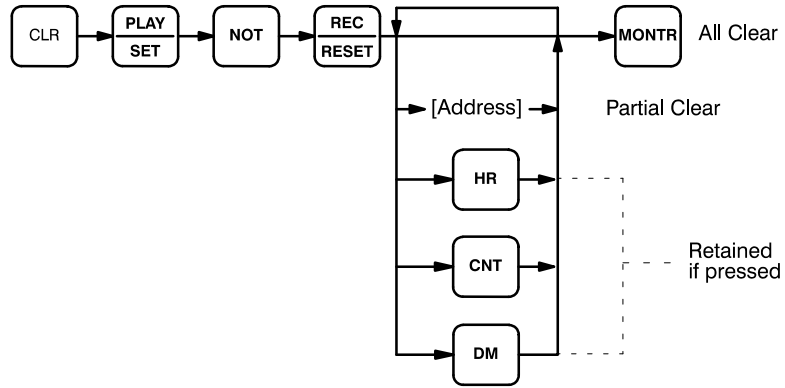 CLR
PLAY
SET
NOT
REC
RESET
MONTR
All Clear
[Address]
Partial Clear
HR
CNT
DM
Retained
if pressed